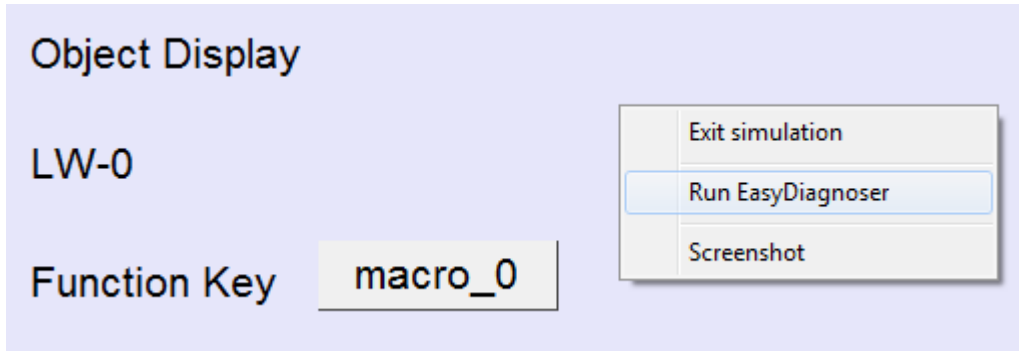 Object Display
LW-0
Function Key macro_0
Exit simulation
Run EasyDiagnoser
Screenshot